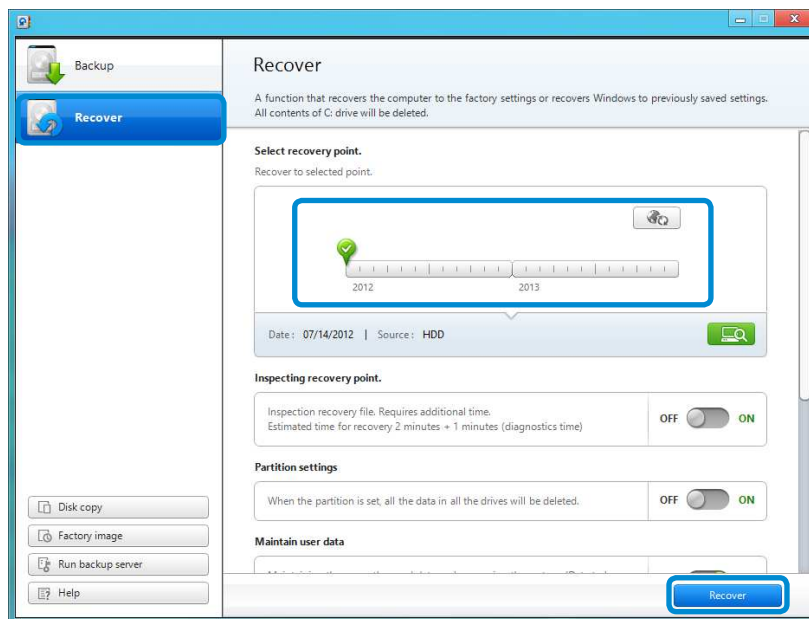 Backup
Recover
Recover
A function that recovers the computer to the factory settings or recovers Windows to previously saved settings.
All contents of C: drive will be deleted.
Select recovery point.
Recover to selected point.
2012 2013
Date : 07/14/2012 | Source : HDD
Inspecting recovery point.
Inspection recovery file. Requires additional time.
Estimated time for recovery 2 minutes + 1 minutes (diagnostics time)
OFF ON
Partition settings
When the partition is set, all the data in all the drives will be deleted.
OFF ON
Maintain user data
Disk copy
Factory image
Run backup server
Help
Recover